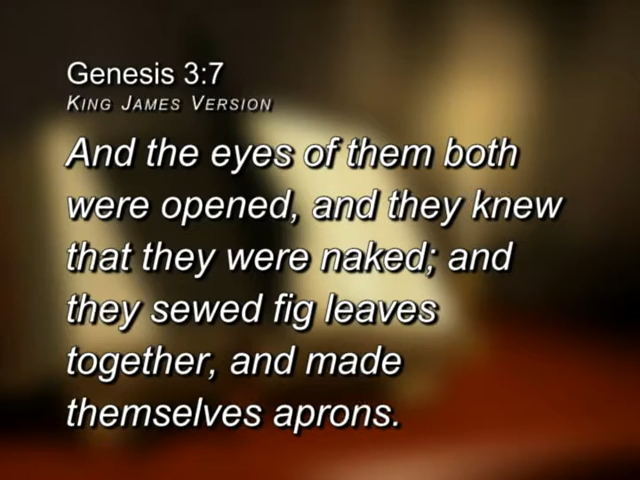 Genesis 3:7
King James Version
And the eyes of them both
were opened, and they knew
that they were naked; and
they sewed fig leaves
together, and made
themselves aprons.